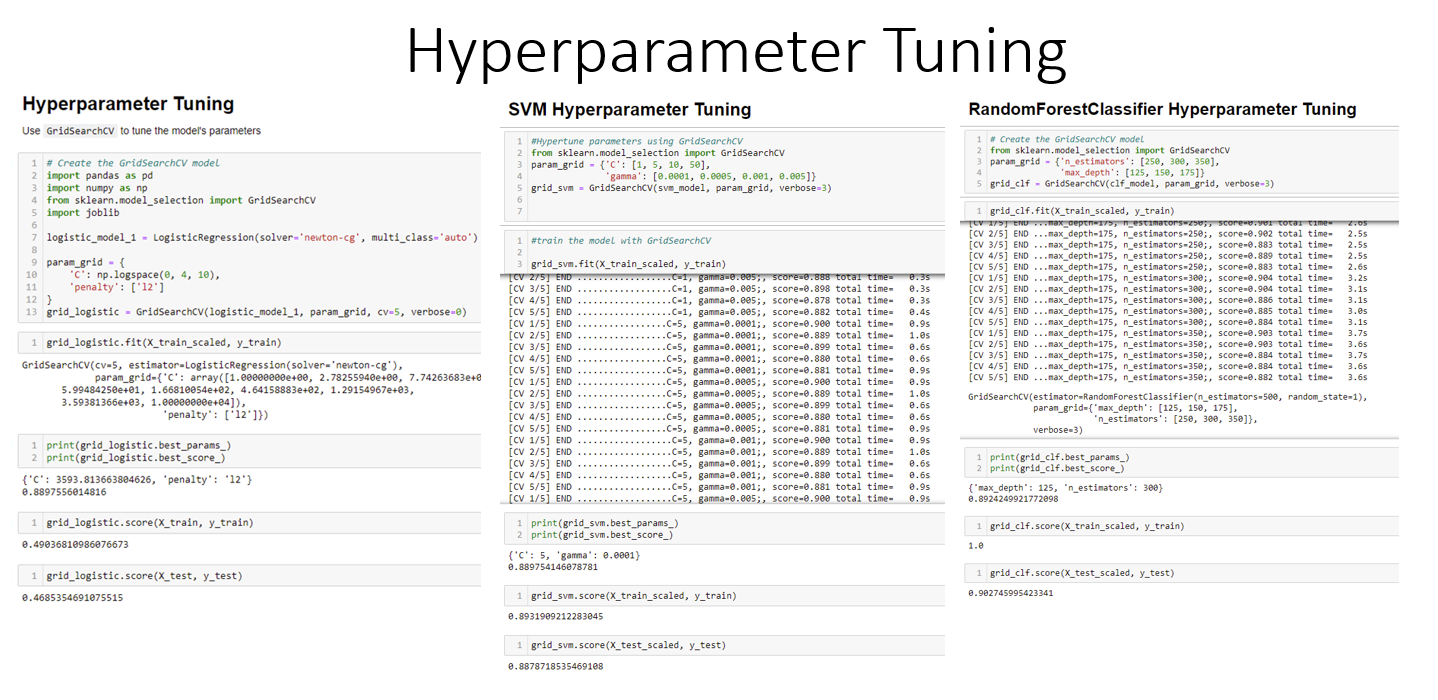 Hyperparameter Tuning
Hyperparameter Tuning
Use GridSearchCV to tune the model's parameters
1 # Create the GridSearchCV model
2 import pandas as pd
3 import numpy as np
4 from sklearn.model_selection import GridSearchCV
5 import joblib
6
7 logistic_model_1 = LogisticRegression(solver='newton-cg', multi_class='auto')
8
9 param_grid = {
10 'C': np.logspace(0, 4, 10),
11 'penalty': ['l2']
12 }
13 grid_logistic = GridSearchCV(logistic_model_1, param_grid, cv=5, verbose=0)
1 grid_logistic.fit(X_train_scaled, y_train)
GridSearchCV(cv=5, estimator=LogisticRegression(solver='newton-cg'),
param_grid={'C': array([1.00000000e+00, 2.78255940e+00, 7.74263683e+0
5.99484250e+01, 1.66810054e+02, 4.64158883e+02, 1.29154967e+03,
3.59381366e+03, 1.00000000e+04]),
'penalty': ['l2']})
1 print(grid_logistic.best_params_)
2 print(grid_logistic.best_score_)
{'C': 3593.813663804626, 'penalty': 'l2'}
0.8897556014816
1 grid_logistic.score(X_train, y_train)
0.49036810986076673
1 grid_logistic.score(X_test, y_test)
0.4685354691075515
SVM Hyperparameter Tuning
1 #Hypertune parameters using GridSearchCV
2 from sklearn.model_selection import GridSearchCV
3 param_grid = {'C': [1, 5, 10, 50],
4 'gamma': [0.0001, 0.0005, 0.001, 0.005]}
5 grid_svm = GridSearchCV(svm_model, param_grid, verbose=3)
6
7
1 #train the model with GridSearchCV
2
3 grid_svm.fit(X_train_scaled, y_train)
[CV 2/5] END ..................C=1, gamma=0.005;, score=0.888 total time= 0.3s
[CV 3/5] END ..................C=1, gamma=0.005;, score=0.898 total time= 0.3s
[CV 4/5] END ..................C=1, gamma=0.005;, score=0.878 total time= 0.3s
[CV 5/5] END ..................C=1, gamma=0.005;, score=0.882 total time= 0.4s
[CV 1/5] END .................C=5, gamma=0.0001;, score=0.900 total time= 0.9s
[CV 2/5] END .................C=5, gamma=0.0001;, score=0.889 total time= 1.0s
[CV 3/5] END .................C=5, gamma=0.0001;, score=0.899 total time= 0.6s
[CV 4/5] END .................C=5, gamma=0.0001;, score=0.880 total time= 0.6s
[CV 5/5] END .................C=5, gamma=0.0001;, score=0.881 total time= 0.9s
[CV 1/5] END .................C=5, gamma=0.0005;, score=0.900 total time= 0.9s
[CV 2/5] END .................C=5, gamma=0.0005;, score=0.889 total time= 1.0s
[CV 3/5] END .................C=5, gamma=0.0005;, score=0.899 total time= 0.6s
[CV 4/5] END .................C=5, gamma=0.0005;, score=0.880 total time= 0.6s
[CV 5/5] END .................C=5, gamma=0.0005;, score=0.881 total time= 0.9s
[CV 1/5] END ..................C=5, gamma=0.001;, score=0.900 total time= 0.9s
[CV 2/5] END ..................C=5, gamma=0.001;, score=0.889 total time= 1.0s
[CV 3/5] END ..................C=5, gamma=0.001;, score=0.899 total time= 0.6s
[CV 4/5] END ..................C=5, gamma=0.001;, score=0.880 total time= 0.6s
[CV 5/5] END ..................C=5, gamma=0.001;, score=0.881 total time= 0.9s
[CV 1/5] END ..................C=5, gamma=0.005;, score=0.900 total time= 0.9s
1 print(grid_svm.best_params_)
2 print(grid_svm.best_score_)
{'C': 5, 'gamma': 0.0001}
0.889754146078781
1 grid_svm.score(X_train_scaled, y_train)
0.8931909212283045
1 grid_svm.score(X_test_scaled, y_test)
0.8878718535469108
RandomForestClassifier Hyperparameter Tuning
1 # Create the GridSearchCV model
2 from sklearn.model_selection import GridSearchCV
3 param_grid = {'n_estimators': [250, 300, 350],
4 'max_depth': [125, 150, 175]}
5 grid_clf = GridSearchCV(clf_model, param_grid, verbose=3)
1 grid_clf.fit(X_train_scaled, y_train)
[CV 1/5] END ...max_depth=175, n_estimators=250;, score=0.901 total time= 2.6s
[CV 2/5] END ...max_depth=175, n_estimators=250;, score=0.902 total time= 2.5s
[CV 3/5] END ...max_depth=175, n_estimators=250;, score=0.883 total time= 2.5s
[CV 4/5] END ...max_depth=175, n_estimators=250;, score=0.889 total time= 2.5s
[CV 5/5] END ...max_depth=175, n_estimators=250;, score=0.883 total time= 2.6s
[CV 1/5] END ...max_depth=175, n_estimators=300;, score=0.904 total time= 3.2s
[CV 2/5] END ...max_depth=175, n_estimators=300;, score=0.904 total time= 3.1s
[CV 3/5] END ...max_depth=175, n_estimators=300;, score=0.886 total time= 3.1s
[CV 4/5] END ...max_depth=175, n_estimators=300;, score=0.885 total time= 3.0s
[CV 5/5] END ...max_depth=175, n_estimators=300;, score=0.884 total time= 3.1s
[CV 1/5] END ...max_depth=175, n_estimators=350;, score=0.903 total time= 3.7s
[CV 2/5] END ...max_depth=175, n_estimators=350;, score=0.903 total time= 3.6s
[CV 3/5] END ...max_depth=175, n_estimators=350;, score=0.884 total time= 3.7s
[CV 4/5] END ...max_depth=175, n_estimators=350;, score=0.884 total time= 3.6s
[CV 5/5] END ...max_depth=175, n_estimators=350;, score=0.882 total time= 3.6s
GridSearchCV(estimator=RandomForestClassifier(n_estimators=500, random_state=1),
param_grid={'max_depth': [125, 150, 175],
'n_estimators': [250, 300, 350]},
verbose=3)
1 print(grid_clf.best_params_)
2 print(grid_clf.best_score_)
{'max_depth': 125, 'n_estimators': 300}
0.8924249921772098
1 grid_clf.score(X_train_scaled, y_train)
1.0
1 grid_clf.score(X_test_scaled, y_test)
0.902745995423341